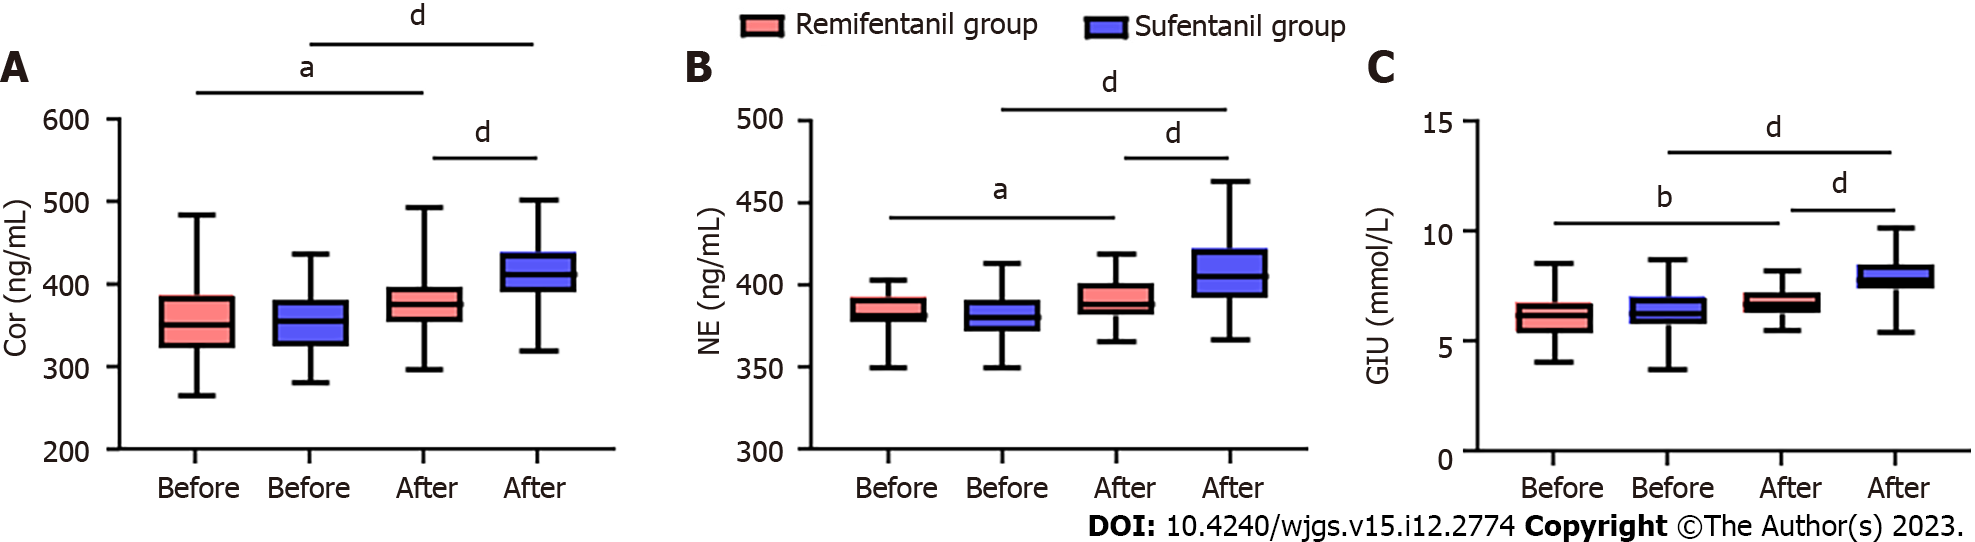 Remifentanil group
Sufentanil group
A
d
a
d
600
500
400
300
200
Cor (ng/mL)
Before
Before
After
After
B
d
d
a
500
450
400
350
300
NE (ng/mL)
Before
Before
After
After
C
d
d
b
15
10
5
0
GIU (mmol/L)
Before
Before
After
After
DOI: 10.4240/wjgs.v15.i12.2774 Copyright ©The Author(s) 2023.